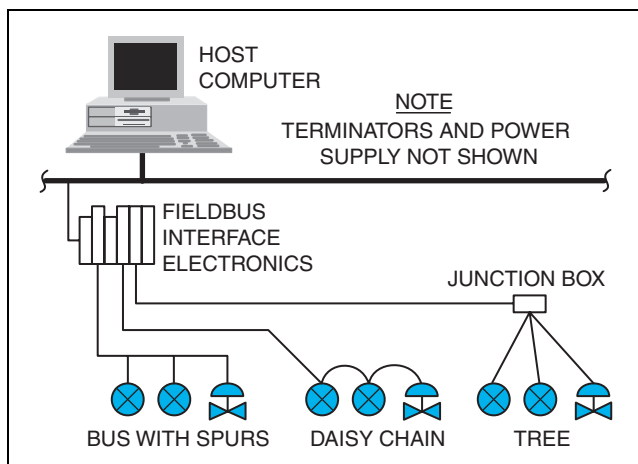 HOST
COMPUTER
NOTE
TERMINATORS AND POWER
SUPPLY NOT SHOWN
FIELDBUS
INTERFACE
ELECTRONICS
JUNCTION BOX
BUS WITH SPURS
DAISY CHAIN
TREE